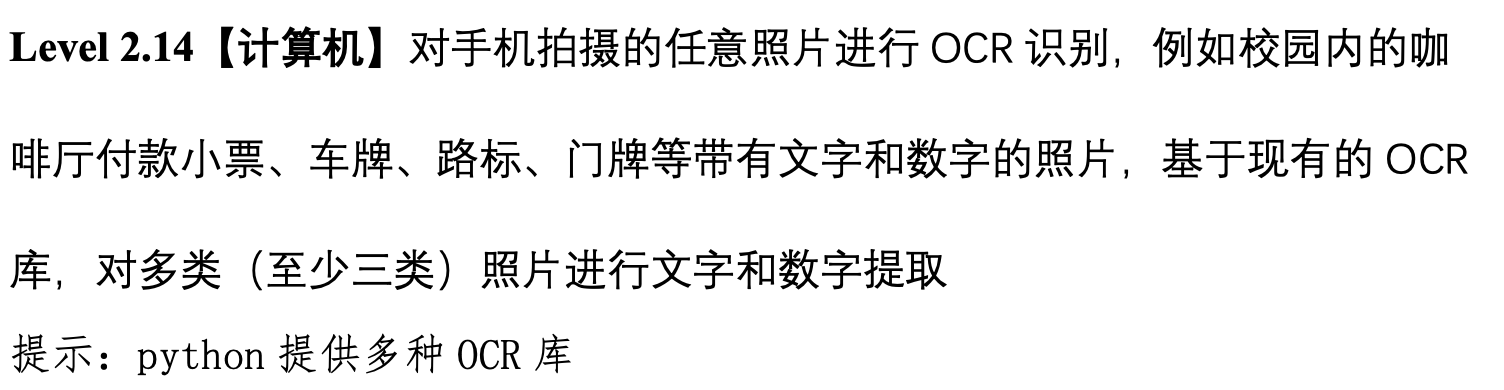 Level 2.14【计算机】对手机拍摄的任意照片进行 OCR 识别，例如校园内的咖
啡厅付款小票、车牌、路标、门牌等带有文字和数字的照片，基于现有的 OCR
库，对多类（至少三类）照片进行文字和数字提取
提示：python 提供多种 OCR 库